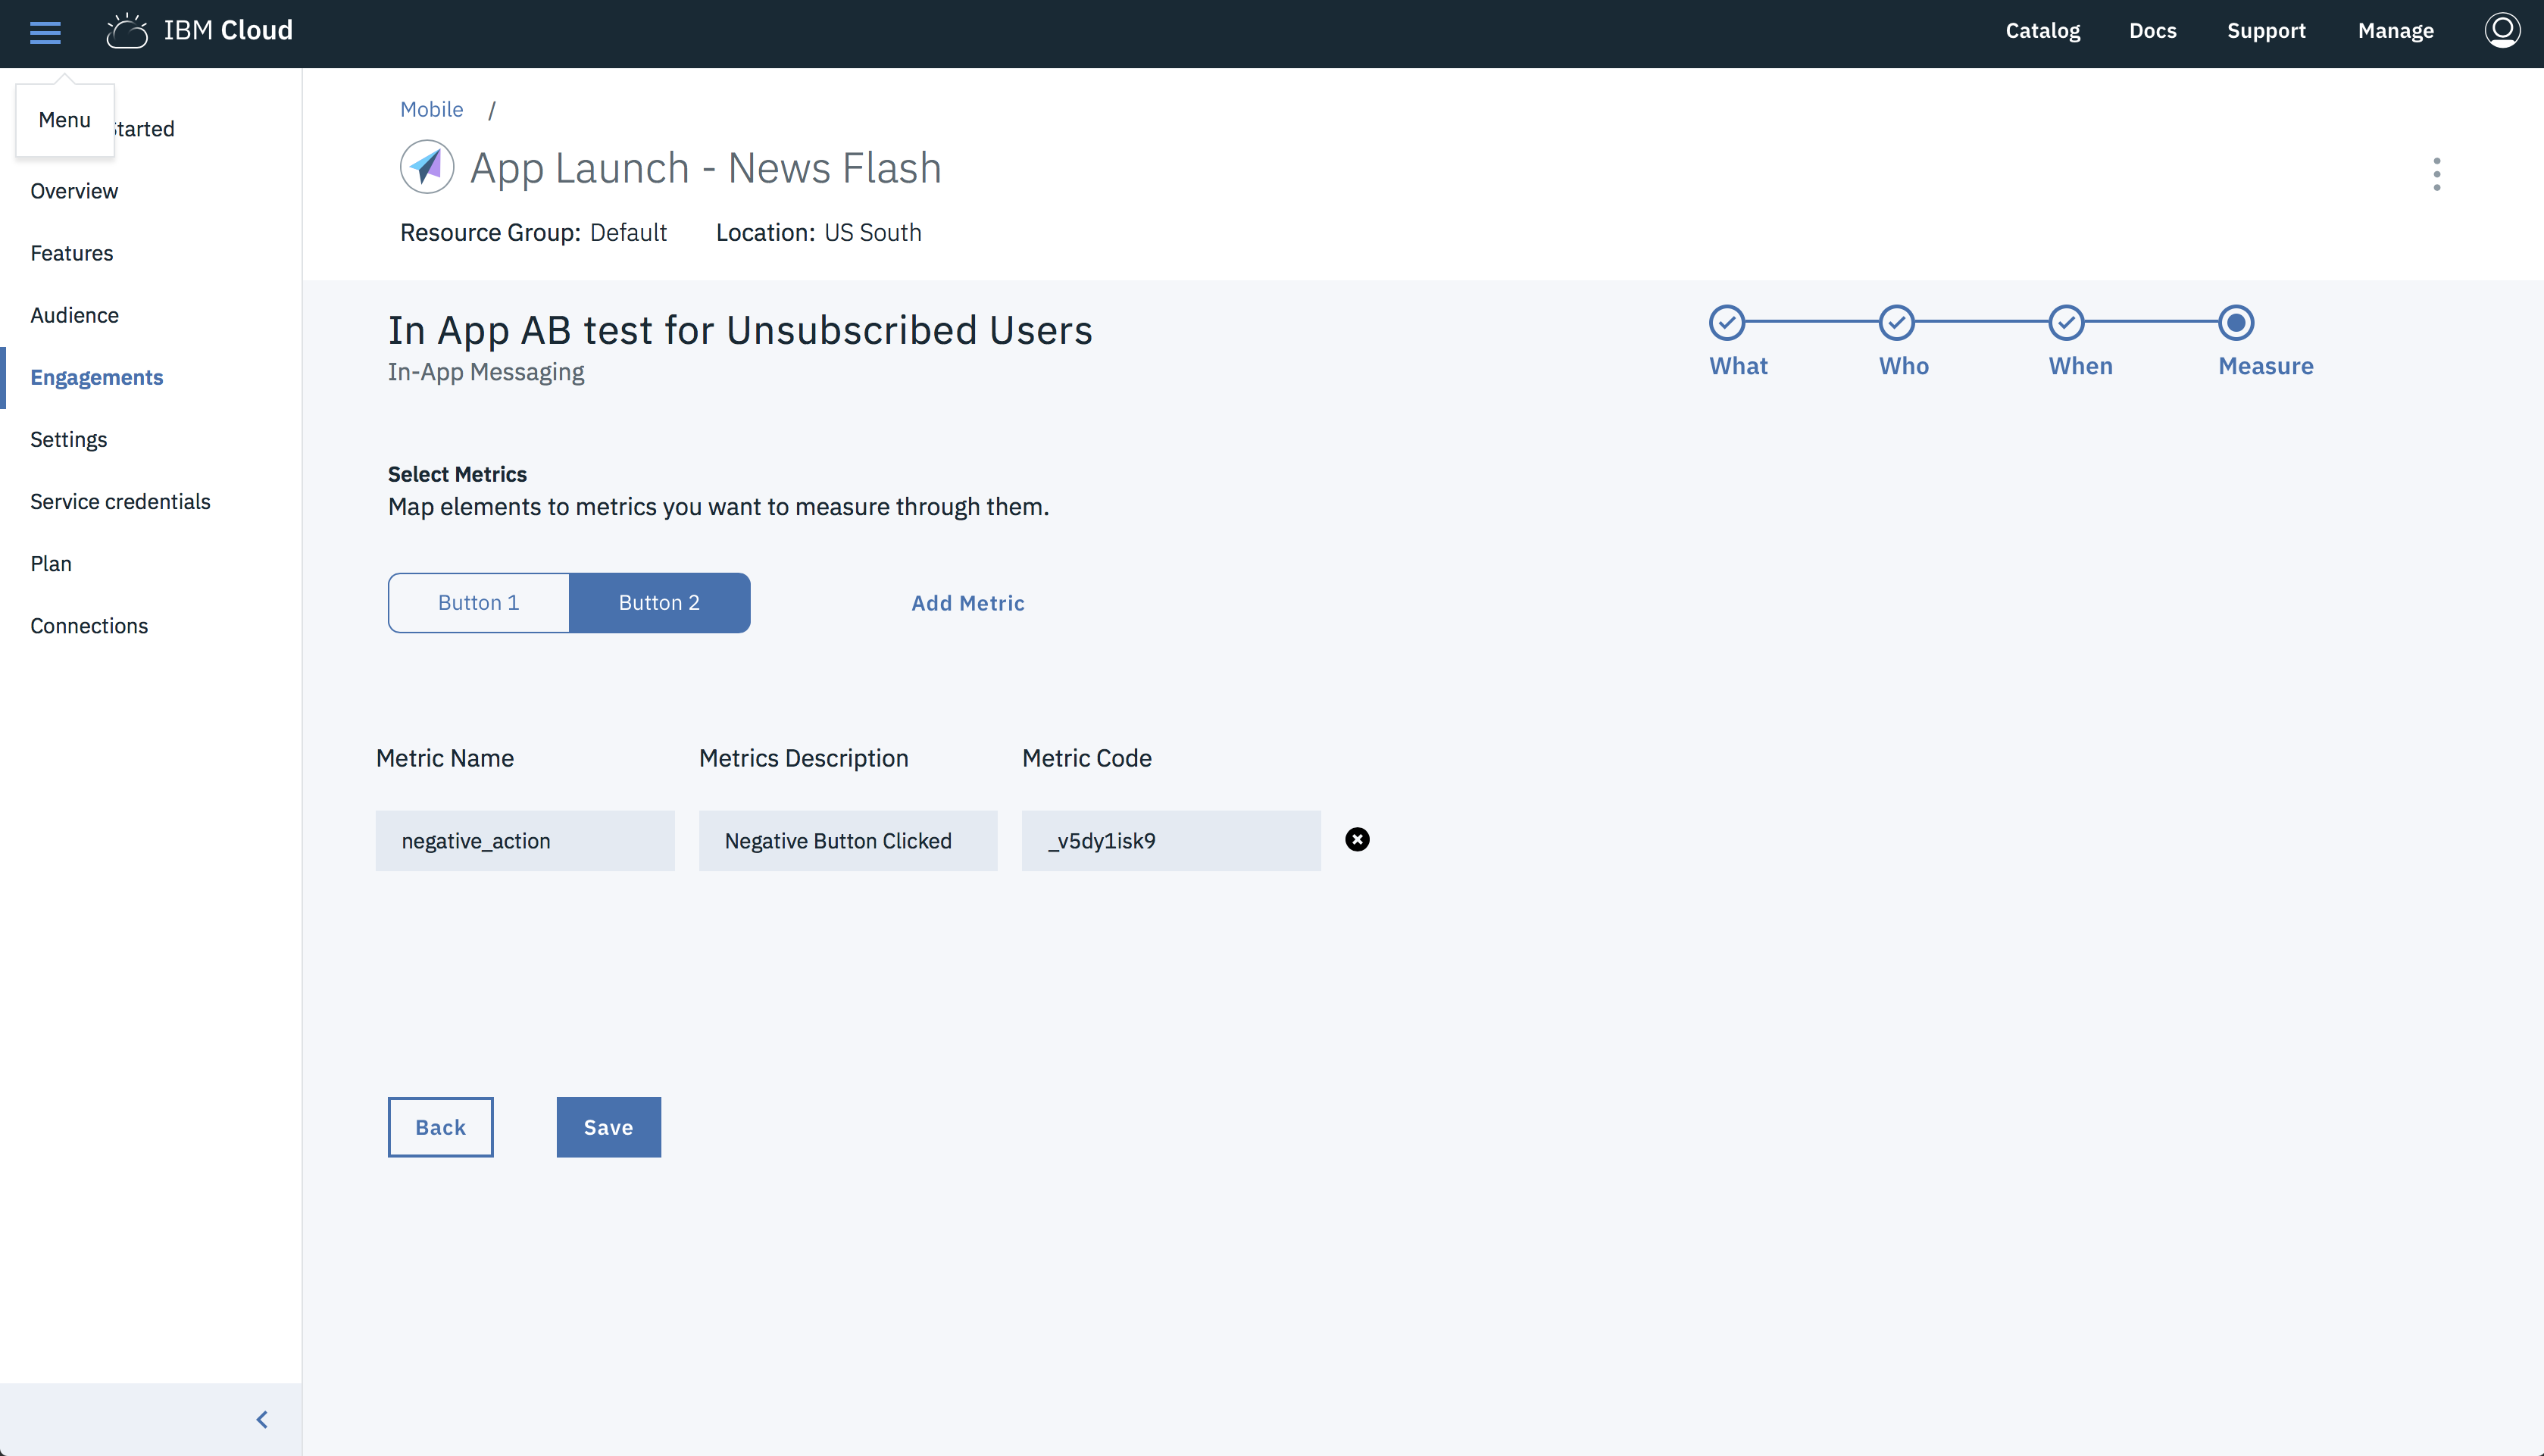 IBM Cloud
Catalog Docs Support Manage
Menu
Started
Overview
Features
Audience
Engagements
Settings
Service credentials
Plan
Connections
Mobile /
App Launch - News Flash
Resource Group: Default Location: US South
In App AB test for Unsubscribed Users
In-App Messaging
What Who When Measure
Select Metrics
Map elements to metrics you want to measure through them.
Button 1 Button 2 Add Metric
Metric Name Metrics Description Metric Code
negative_action Negative Button Clicked _v5dy1isk9
Back Save